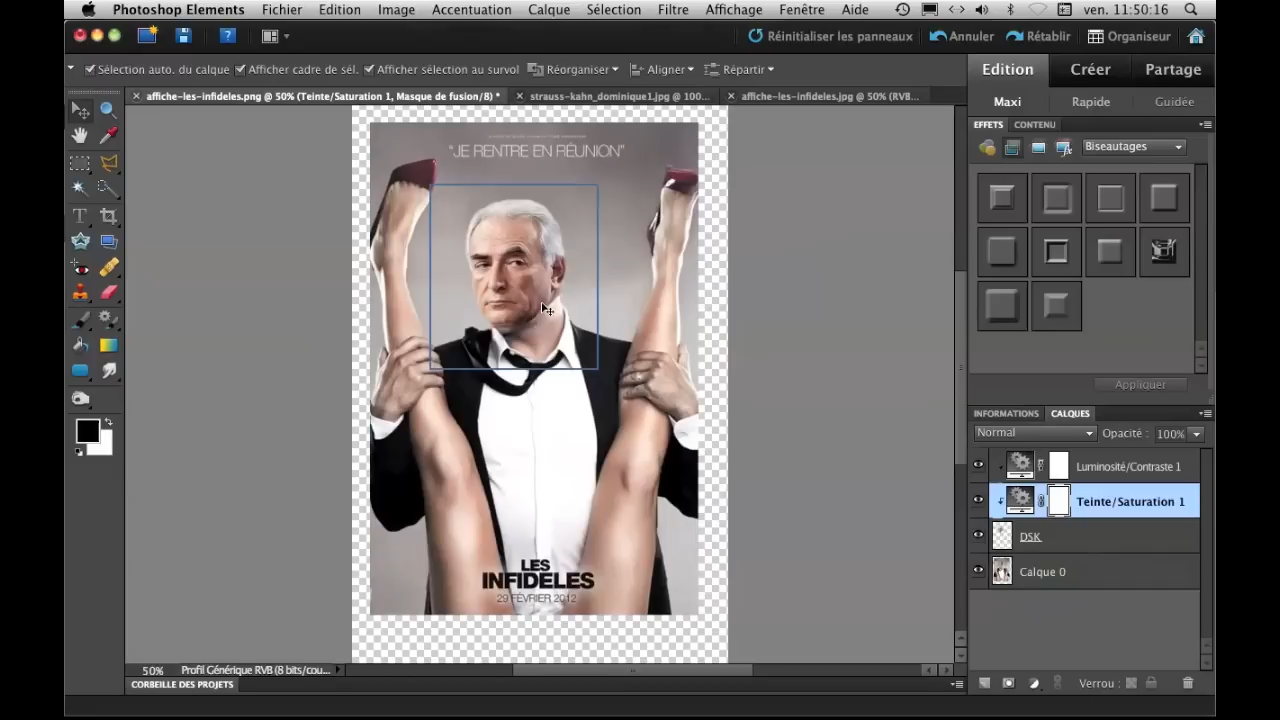 Photoshop Elements Fichier Edition Image Accentuation Calque Sélection Filtre Affichage Fenêtre Aide ven. 11:50:16
Réinitialiser les panneaux Annuler Rétablir Organiseur
Sélection auto. du calque Afficher cadre de sél. Afficher sélection au survol Réorganiser Aligner Répartir
Edition Créer Partage
affiche-les-infideles.png @ 50% (Teinte/Saturation 1, Masque de fusion/8) * strauss-kahn_dominique1.jpg @ 100... affiche-les-infideles.jpg @ 50% (RVB...
Maxi Rapide Guidée
EFFETS CONTENU
Biseautages
"JE RENTRE EN RÉUNION"
Appliquer
INFORMATIONS CALQUES
Normal Opacité : 100%
Luminosité/Contraste 1
Teinte/Saturation 1
DSK
Calque 0
LES
INFIDELES
29 FÉVRIER 2012
50% Profil Générique RVB (8 bits/cou...
CORBEILLE DES PROJETS
Verrou :